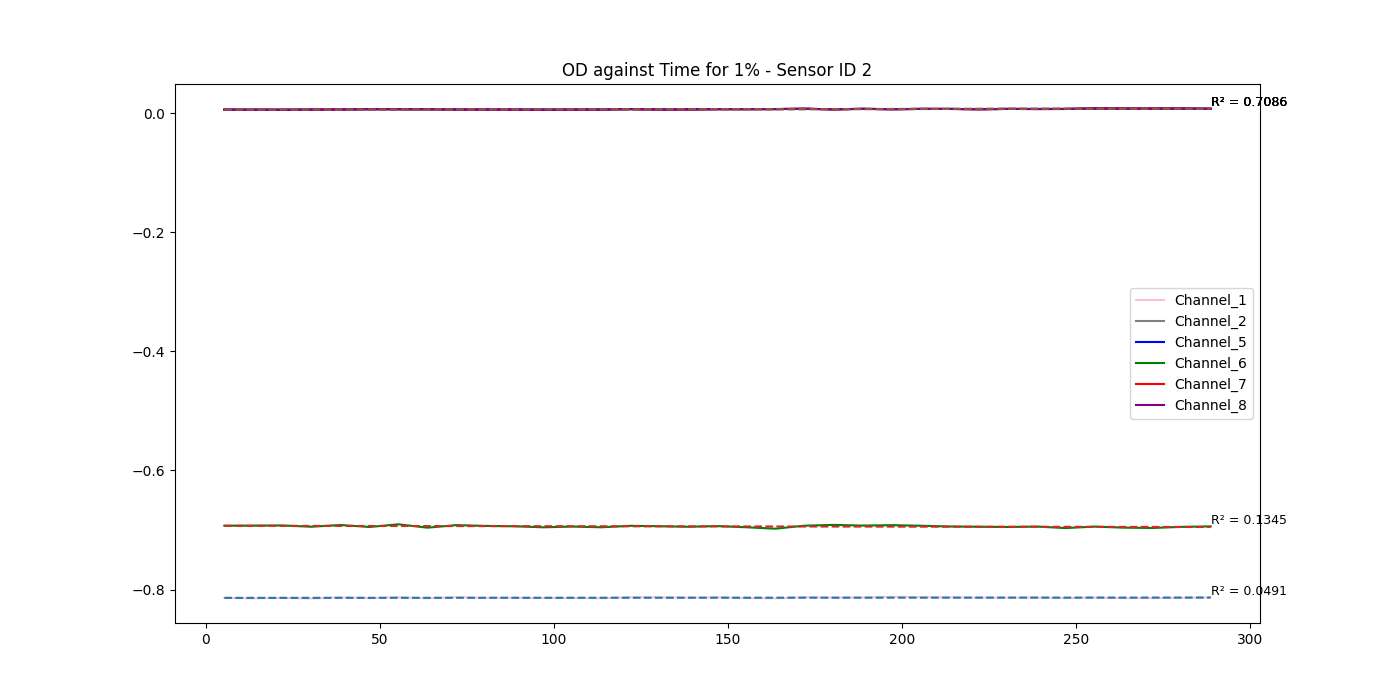 OD against Time for 1% - Sensor ID 2
0.0
−0.2
−0.4
−0.6
−0.8
R² = 0.7086
R² = 0.1345
R² = 0.0491
Channel_1
Channel_2
Channel_5
Channel_6
Channel_7
Channel_8
0
50
100
150
200
250
300